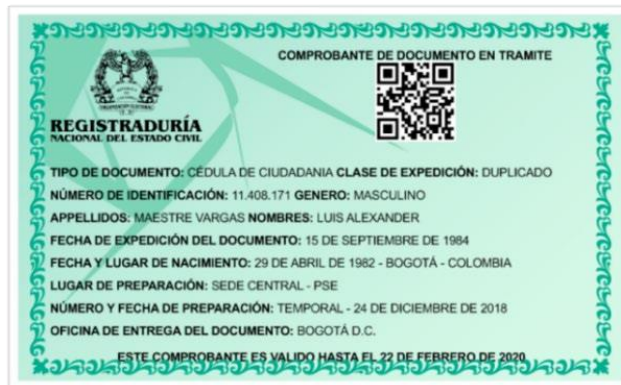 COMPROBANTE DE DOCUMENTO EN TRAMITE
REGISTRADURÍA
NACIONAL DEL ESTADO CIVIL
TIPO DE DOCUMENTO: CÉDULA DE CIUDADANIA CLASE DE EXPEDICIÓN: DUPLICADO
NÚMERO DE IDENTIFICACIÓN: 11.408.171 GENERO: MASCULINO
APPELLIDOS: MAESTRE VARGAS NOMBRES: LUIS ALEXANDER
FECHA DE EXPEDICIÓN DEL DOCUMENTO: 15 DE SEPTIEMBRE DE 1984
FECHA Y LUGAR DE NACIMIENTO: 29 DE ABRIL DE 1982 - BOGOTÁ - COLOMBIA
LUGAR DE PREPARACIÓN: SEDE CENTRAL - PSE
NÚMERO Y FECHA DE PREPARACIÓN: TEMPORAL - 24 DE DICIEMBRE DE 2018
OFICINA DE ENTREGA DEL DOCUMENTO: BOGOTÁ D.C.
ESTE COMPROBANTE ES VALIDO HASTA EL 22 DE FEBRERO DE 2020